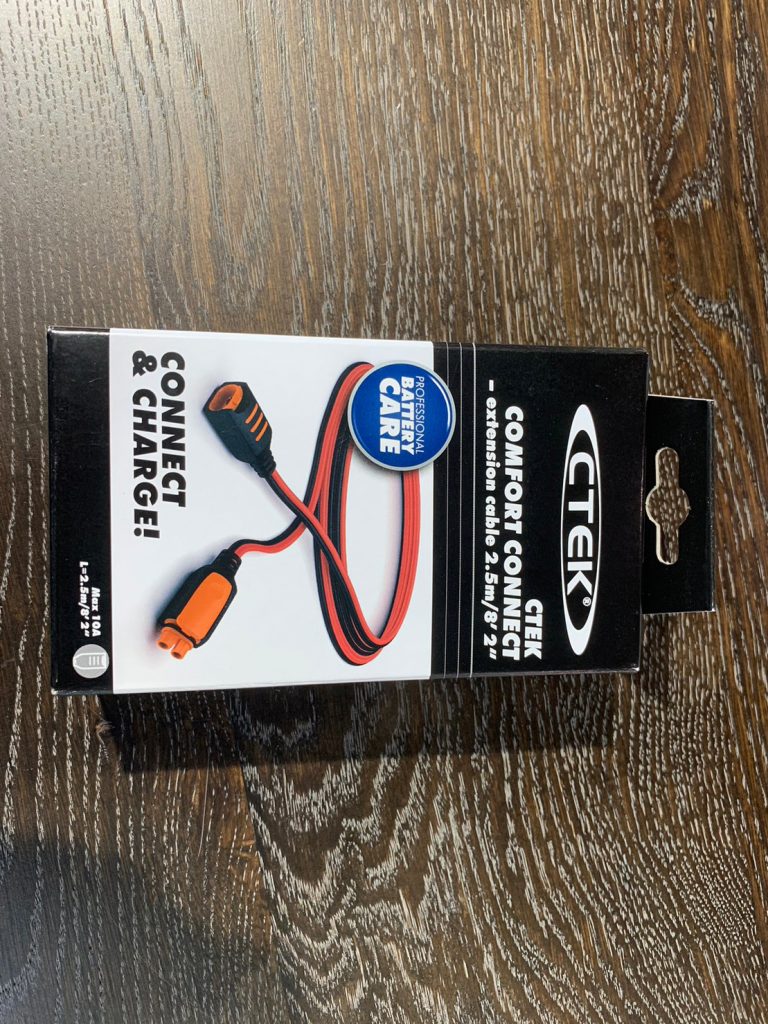 CTEK®
CTEK
COMFORT CONNECT
– extension cable 2.5m/8'2"
PROFESSIONAL
BATTERY
CARE
CONNECT
& CHARGE!
Max 10A
L=2.5m/8'2"